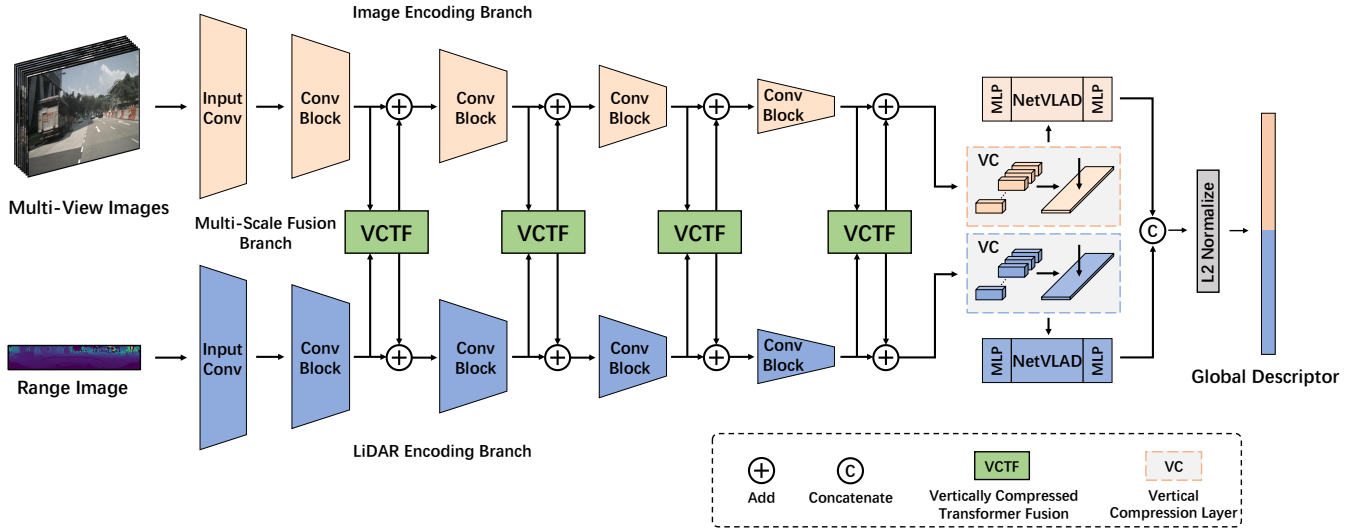 Image Encoding Branch
Input
Conv
Conv
Block
Conv
Block
Conv
Block
Conv
Block
MLP
NetVLAD
MLP
VC
Multi-View Images
Multi-Scale Fusion
Branch
VCTF
VCTF
VCTF
VCTF
C
L2 Normalize
VC
Input
Conv
Conv
Block
Conv
Block
Conv
Block
Conv
Block
MLP
NetVLAD
MLP
Range Image
Global Descriptor
LiDAR Encoding Branch
C
VCTF
VC
Add
Concatenate
Vertically Compressed
Transformer Fusion
Vertical
Compression Layer